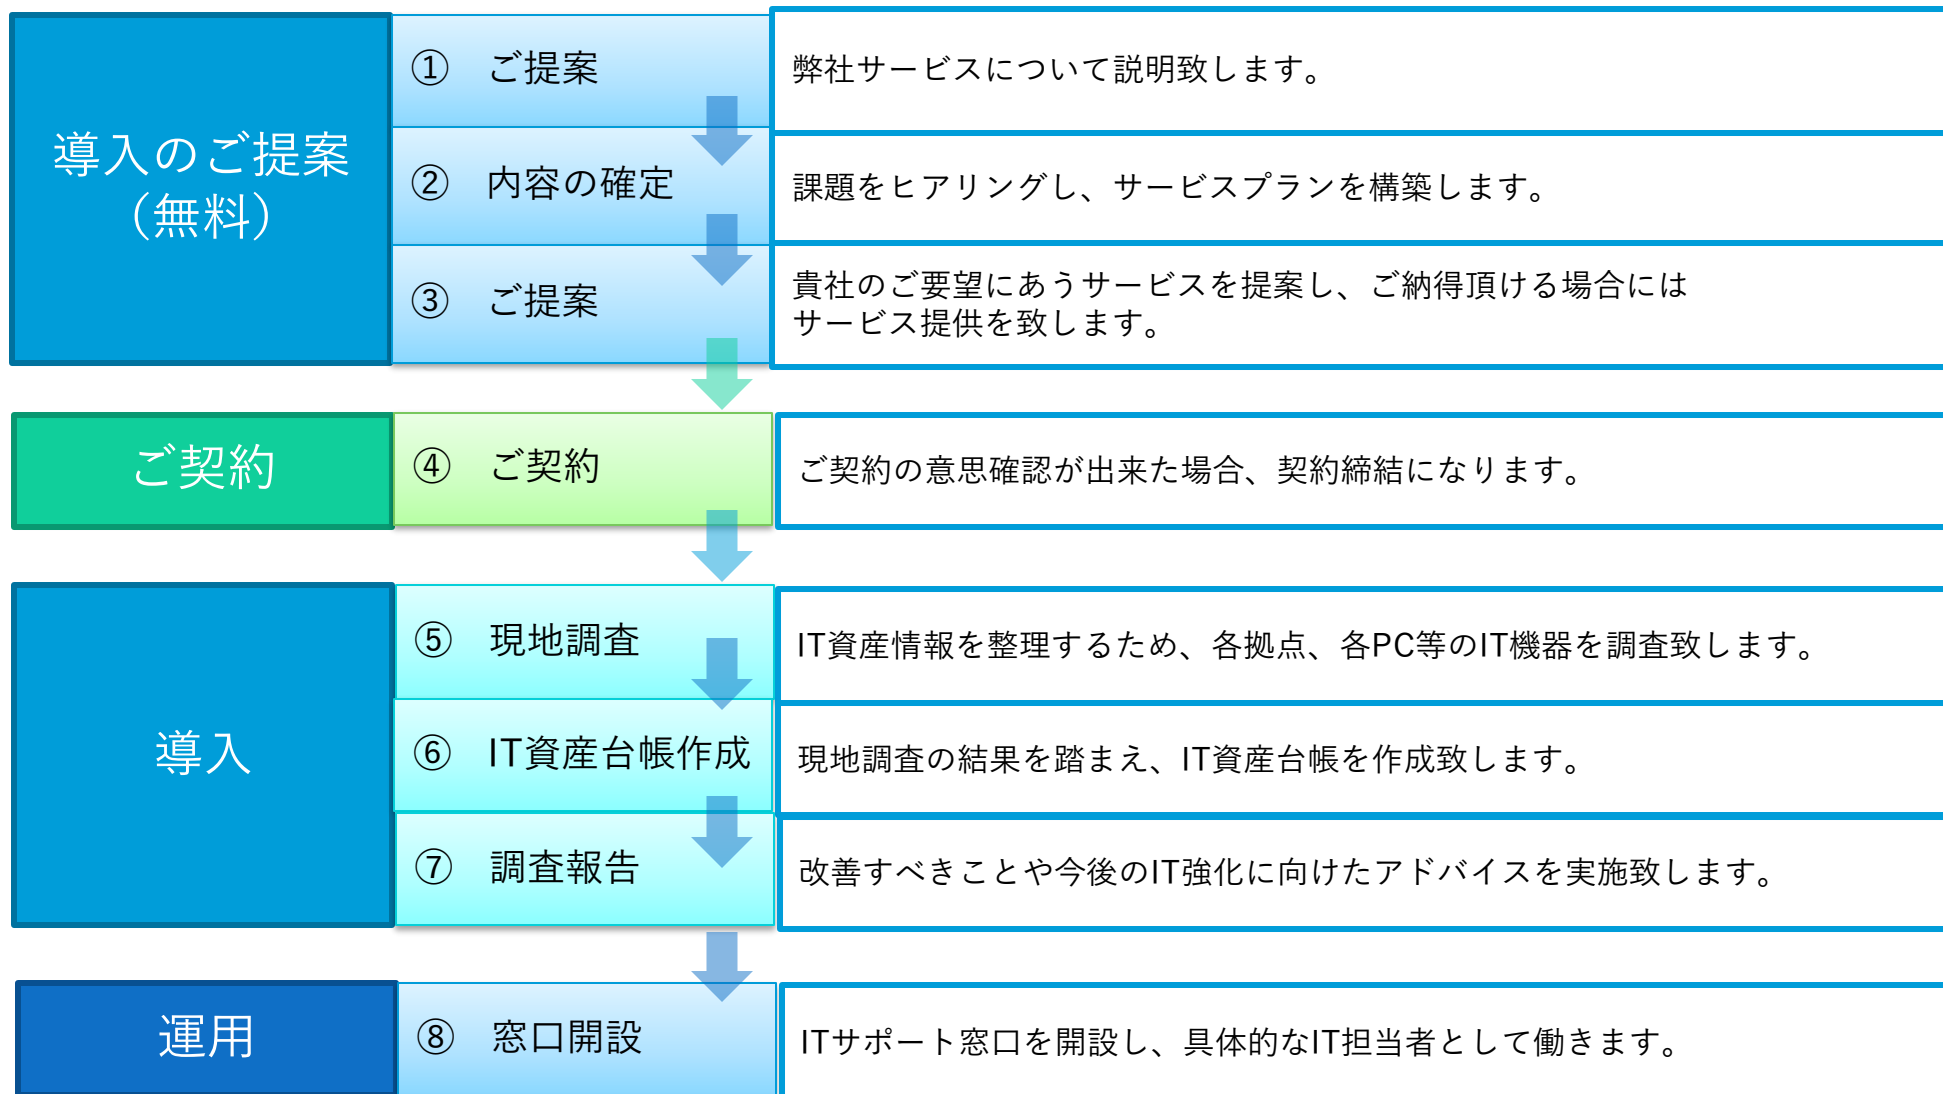 導入のご提案
（無料）
① ご提案
弊社サービスについて説明致します。
② 内容の確定
課題をヒアリングし、サービスプランを構築します。
③ ご提案
貴社のご要望にあうサービスを提案し、ご納得頂ける場合には
サービス提供を致します。
ご契約
④ ご契約
ご契約の意思確認が出来た場合、契約締結になります。
導入
⑤ 現地調査
IT資産情報を整理するため、各拠点、各PC等のIT機器を調査致します。
⑥ IT資産台帳作成
現地調査の結果を踏まえ、IT資産台帳を作成致します。
⑦ 調査報告
改善すべきことや今後のIT強化に向けたアドバイスを実施致します。
運用
⑧ 窓口開設
ITサポート窓口を開設し、具体的なIT担当者として働きます。